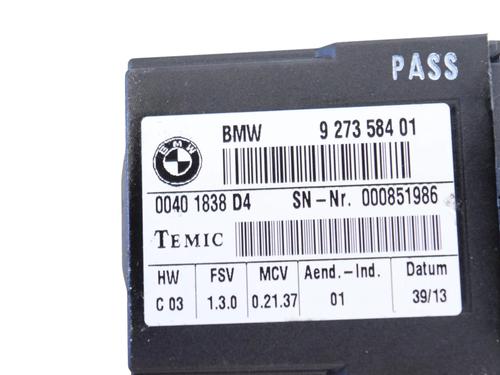 PASS
BMW
BMW 9 273 584 01
0040 1838 D4 SN-Nr. 000851986
TEMIC
HW FSV MCV Aend.-Ind. Datum
C 03 1.3.0 0.21.37 01 39/13